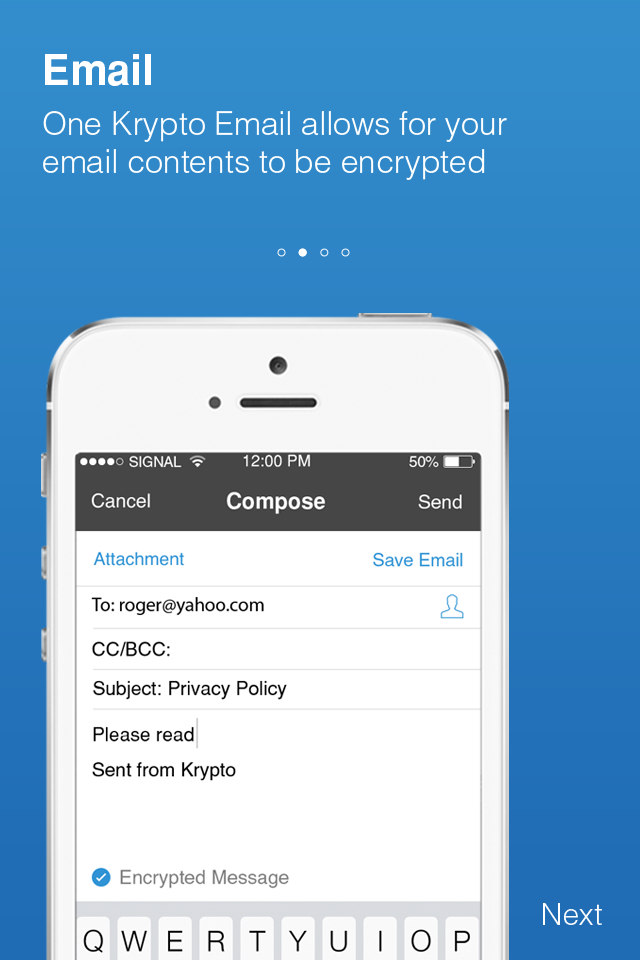 Email
One Krypto Email allows for your
email contents to be encrypted
SIGNAL 12:00 PM 50%
Cancel Compose Send
Attachment Save Email
To: roger@yahoo.com
CC/BCC:
Subject: Privacy Policy
Please read
Sent from Krypto
Encrypted Message
Next
Q W E R T Y U I O P